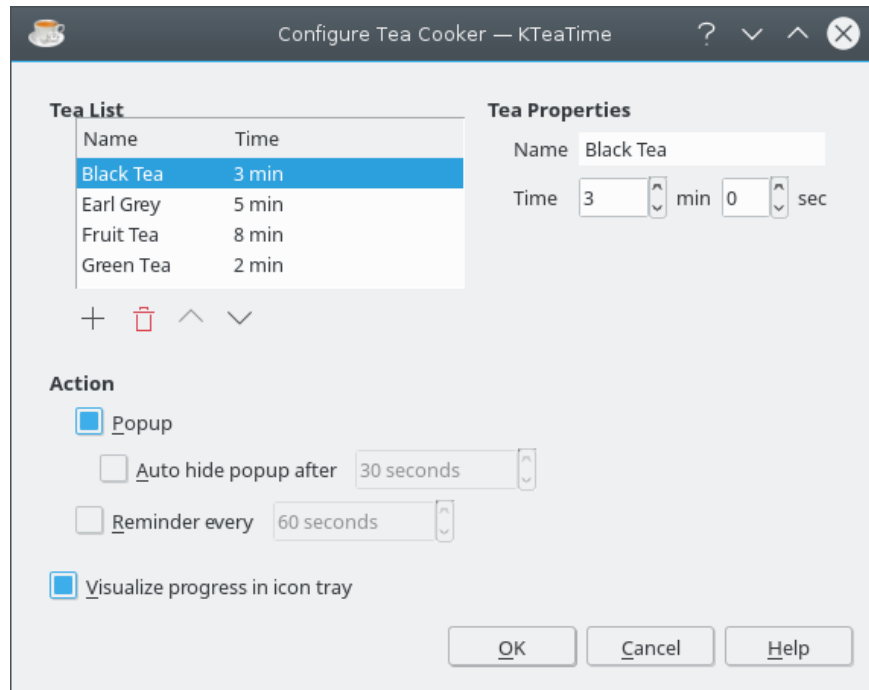 Configure Tea Cooker — KTeaTime
Tea List
Name Time
Black Tea 3 min
Earl Grey 5 min
Fruit Tea 8 min
Green Tea 2 min
Tea Properties
Name Black Tea
Time 3 min 0 sec
Action
Popup
Auto hide popup after 30 seconds
Reminder every 60 seconds
Visualize progress in icon tray
OK Cancel Help